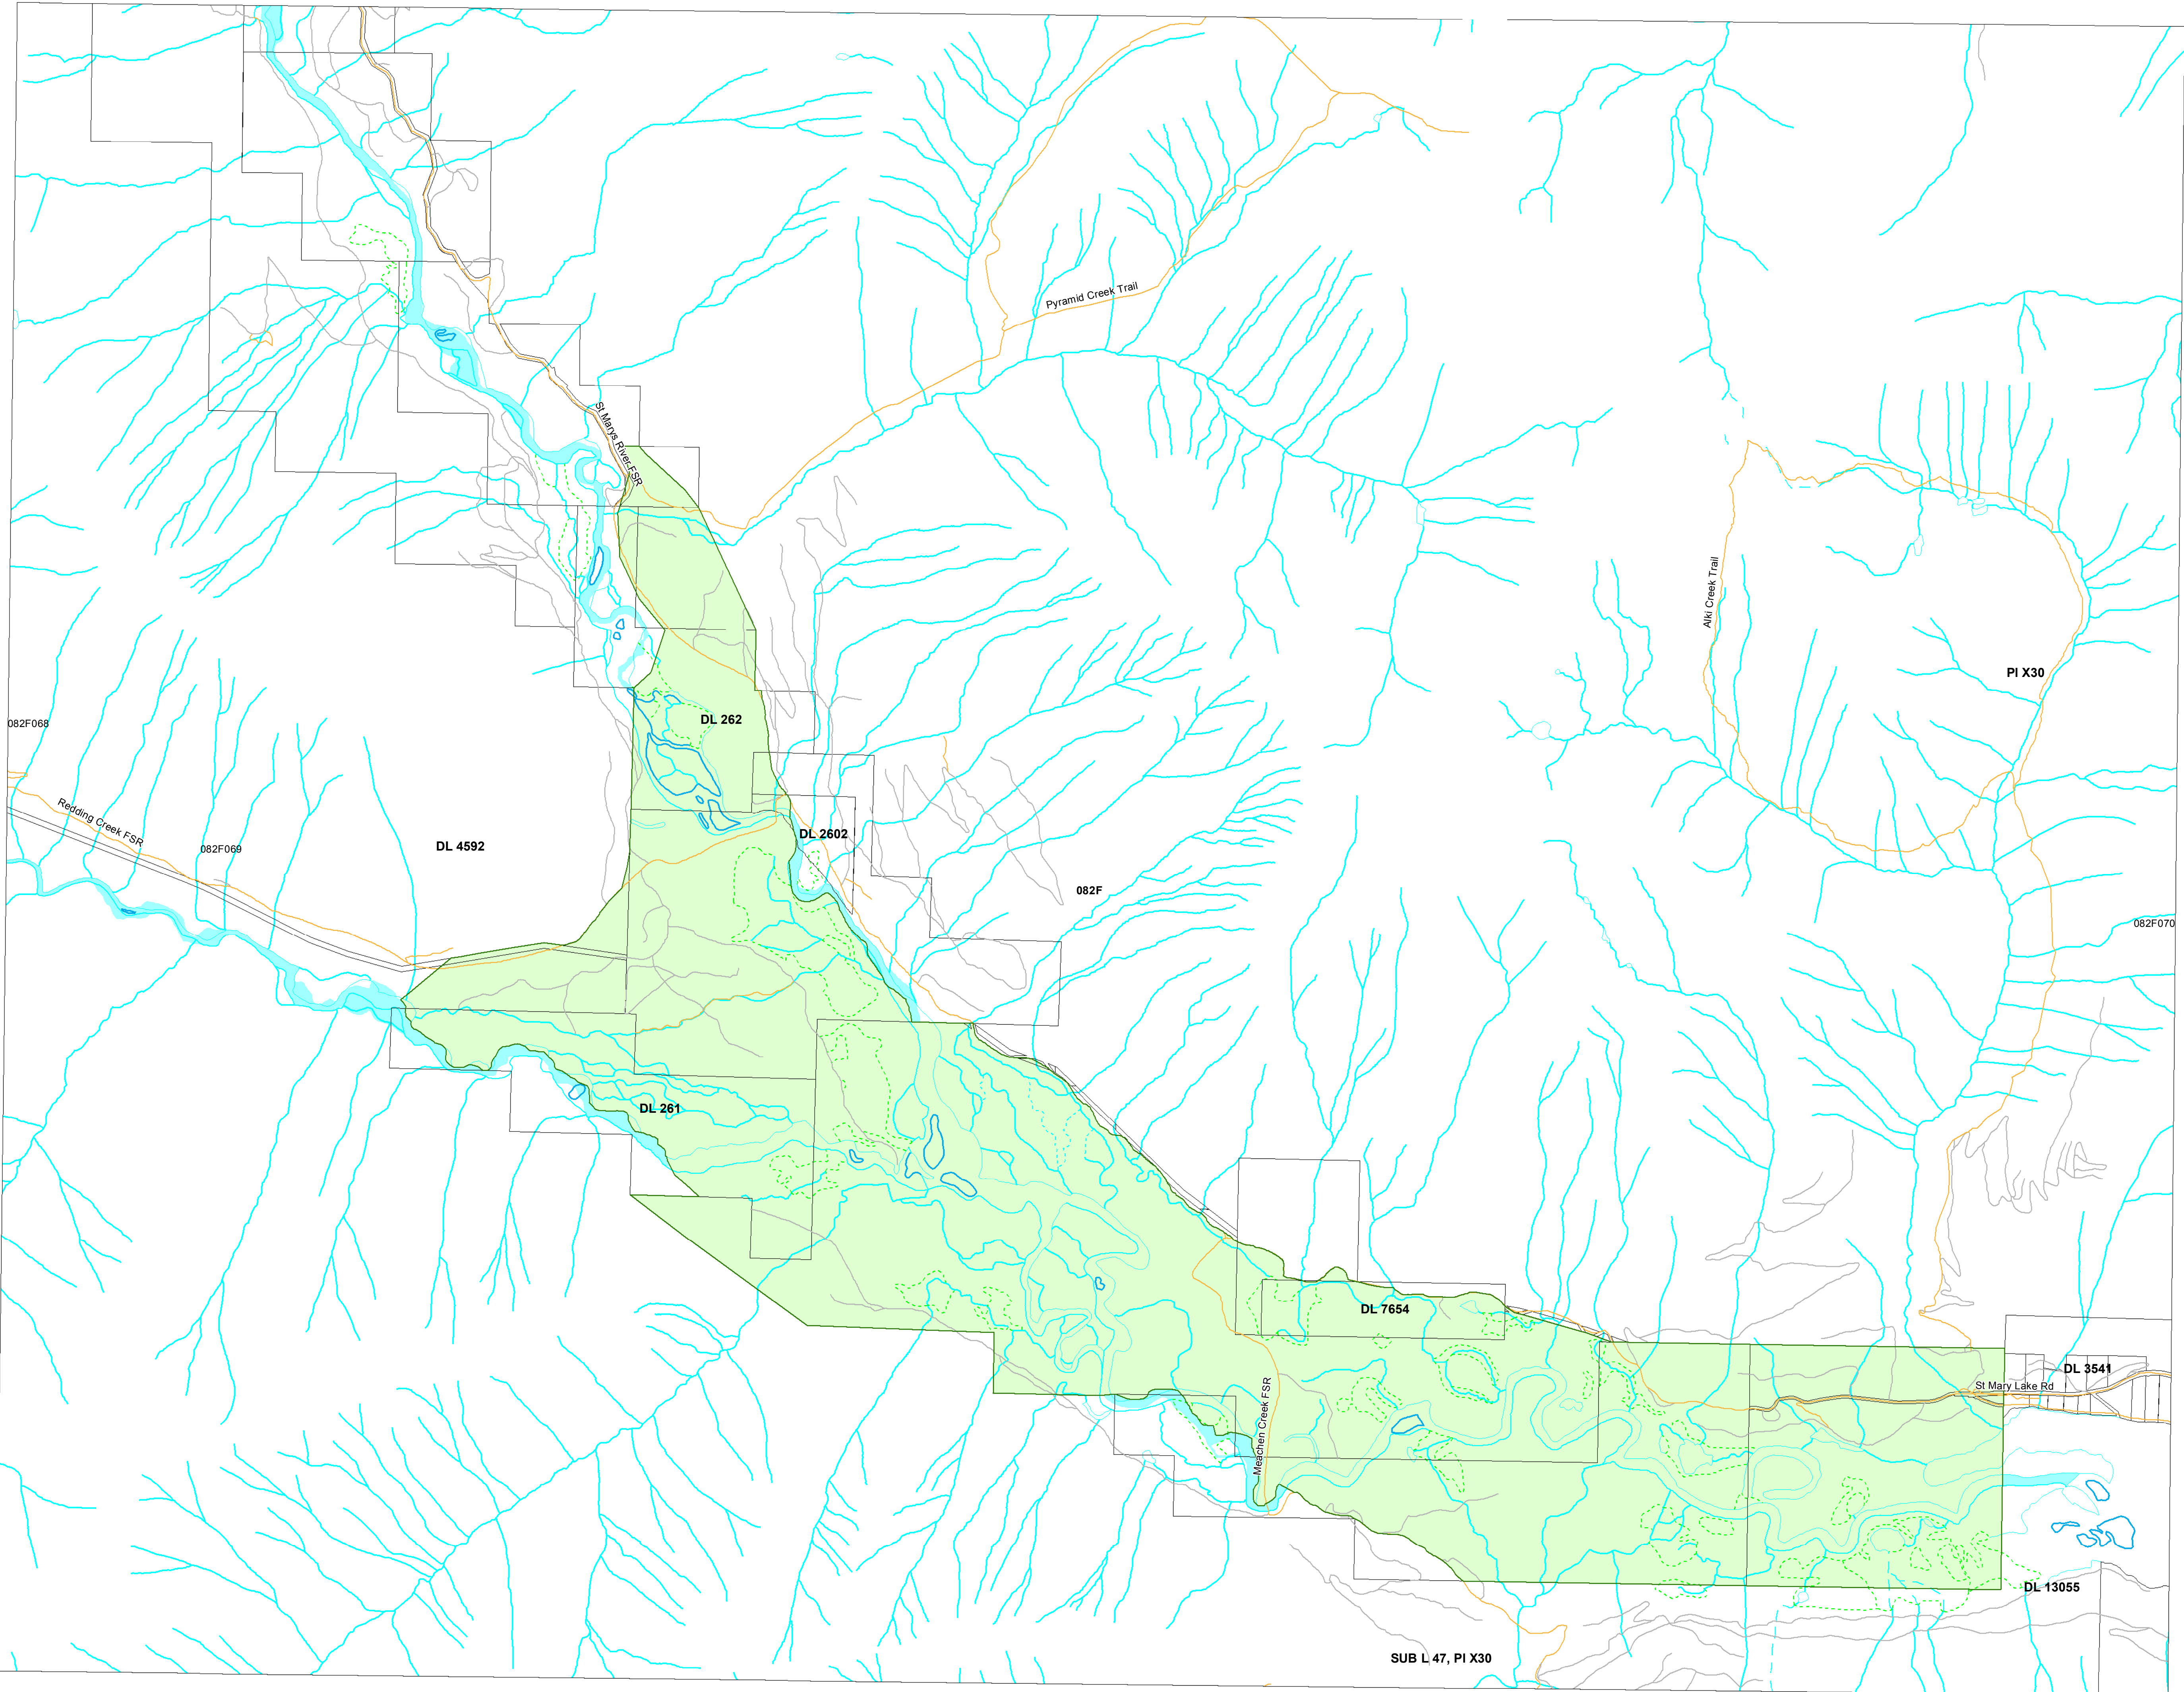 Pyramid Creek Trail
St Marys River FSR
Alki Creek Trail
Pl X30
DL 262
082F068
Redding Creek FSR
082F069
DL 4592
DL 2602
082F
082F070
DL 261
DL 7654
DL 3541
St Mary Lake Rd
Meachen Creek FSR
DL 13055
SUB L 47, Pl X30